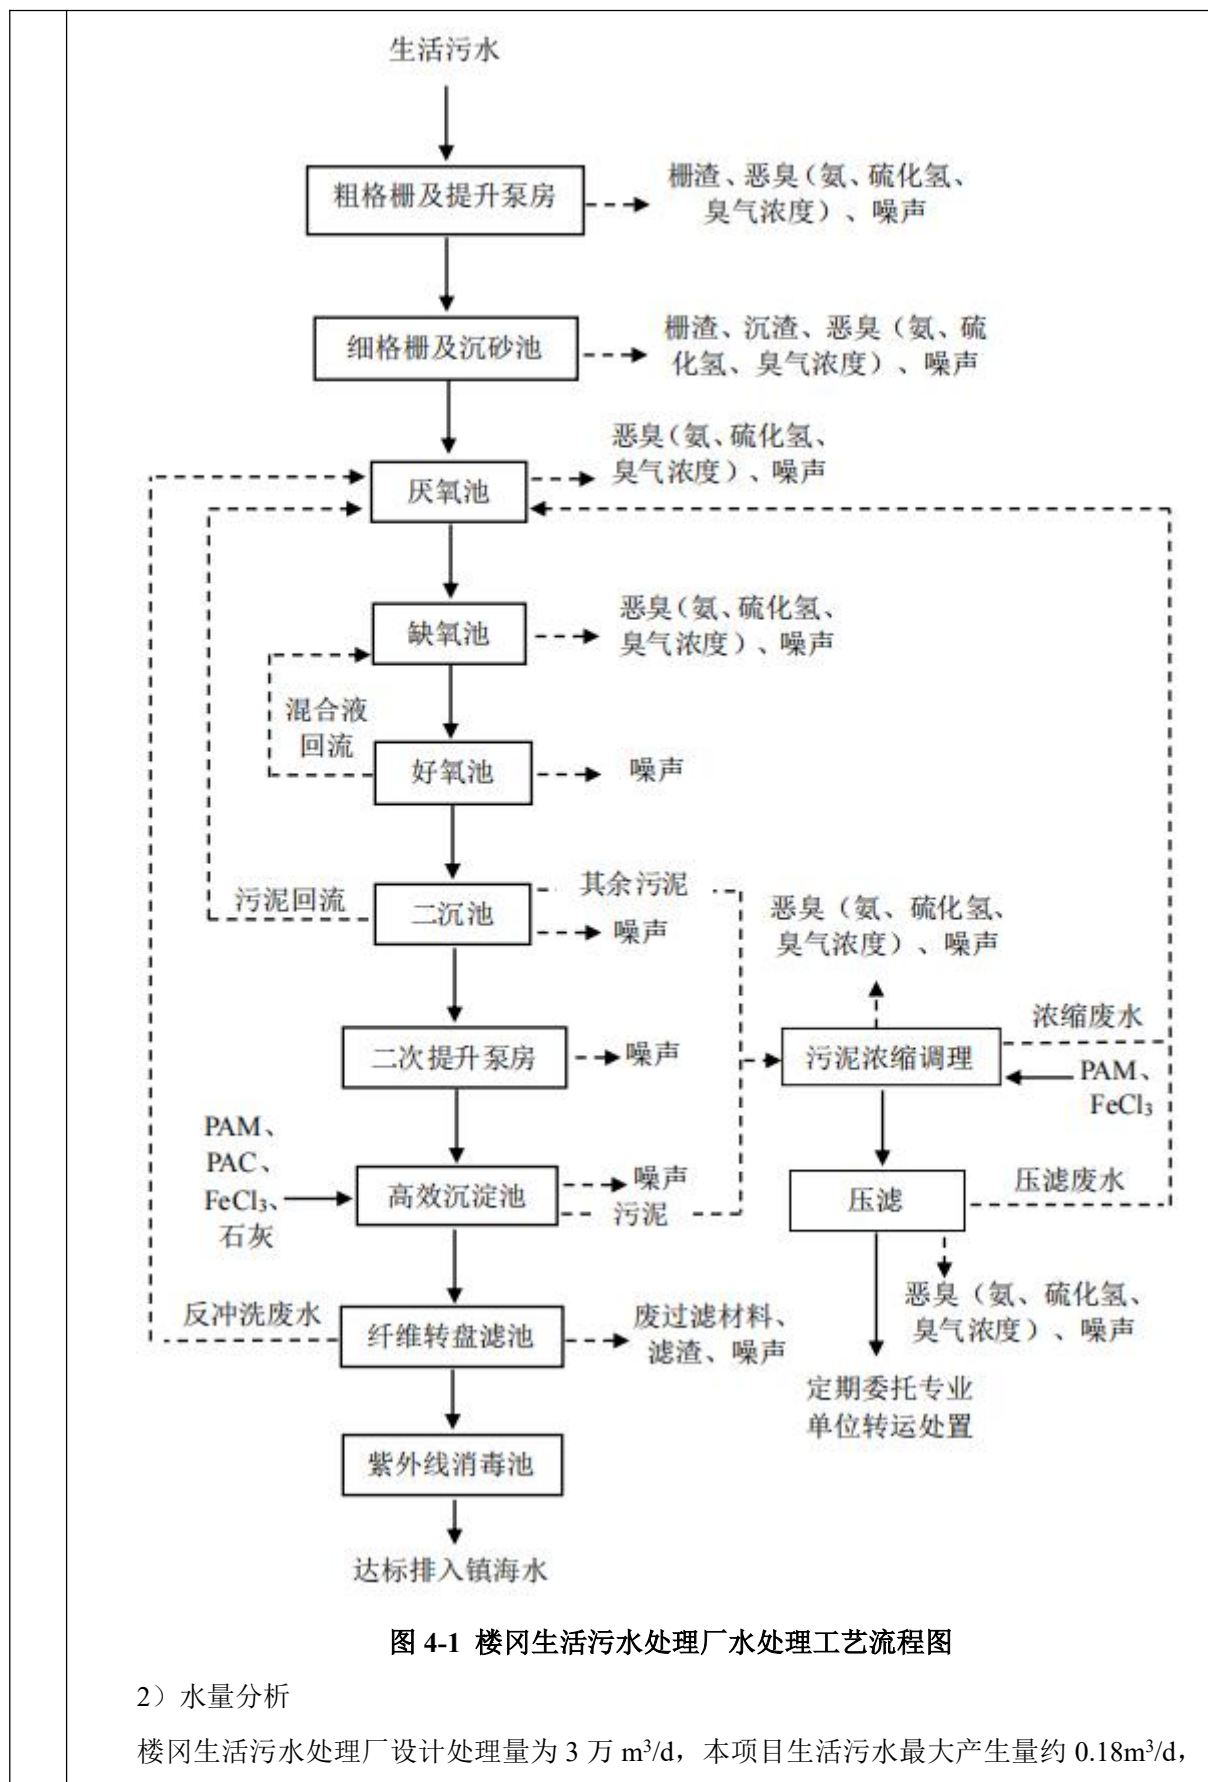 生活污水
粗格栅及提升泵房
栅渣、恶臭（氨、硫化氢、
臭气浓度）、噪声
细格栅及沉砂池
栅渣、沉渣、恶臭（氨、硫
化氢、臭气浓度）、噪声
恶臭（氨、硫化氢、
臭气浓度）、噪声
厌氧池
缺氧池
恶臭（氨、硫化氢、
臭气浓度）、噪声
混合液
回流
好氧池
噪声
污泥回流
二沉池
其余污泥
噪声
恶臭（氨、硫化氢、
臭气浓度）、噪声
二次提升泵房
噪声
污泥浓缩调理
浓缩废水
PAM、
FeCl₃
PAM、
PAC、
FeCl₃、
石灰
高效沉淀池
噪声
污泥
压滤
压滤废水
恶臭（氨、硫化氢、
臭气浓度）、噪声
反冲洗废水
纤维转盘滤池
废过滤材料、
滤渣、噪声
定期委托专业
单位转运处置
紫外线消毒池
达标排入镇海水
图 4-1 楼冈生活污水处理厂水处理工艺流程图
2）水量分析
楼冈生活污水处理厂设计处理量为 3 万 m³/d，本项目生活污水最大产生量约 0.18m³/d，